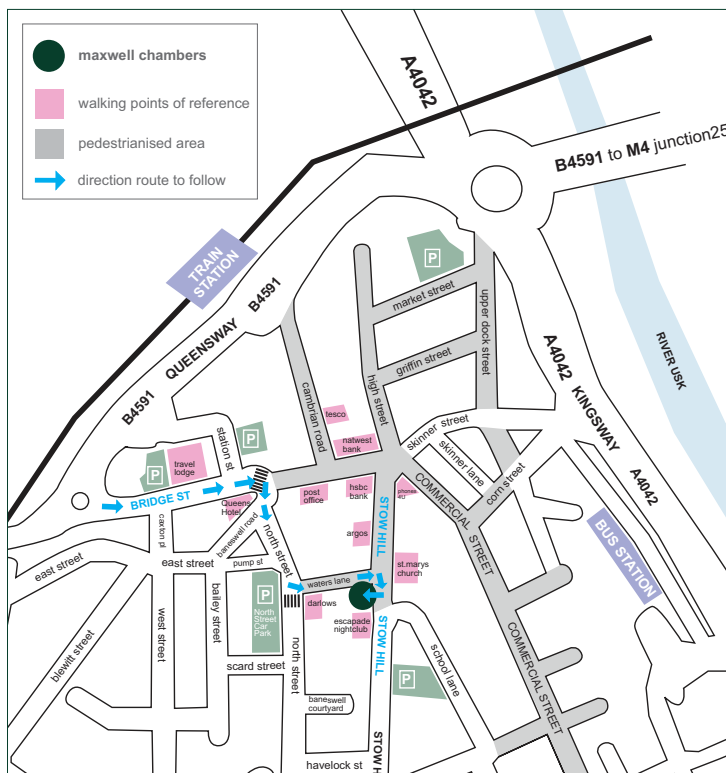 maxwell chambers
walking points of reference
pedestrianised area
direction route to follow
A4042
B4591 to M4 junction25
TRAIN
STATION
B4591
QUEENSWAY
B4591
P
market street
upper dock street
griffin street
high street
cambrian road
RIVER USK
A4042
KINGSWAY
A4042
tesco
natwest
bank
skinner street
skinner lane
corn street
COMMERCIAL STREET
station st
P
P
travel
lodge
BRIDGE ST
Queens
Hotel
post
office
hsbc
bank
phones
4U
caxton pl
baneswell road
north street
argos
STOW HILL
BUS STATION
east street
east street
pump st
waters lane
st.marys
church
P
North
Street
Car
Park
darlows
escapade
nightclub
STOW HILL
COMMERCIAL STREET
blewitt street
west street
bailey street
scard street
north street
P
school lane
baneswell
courtyard
havelock st
STOW H